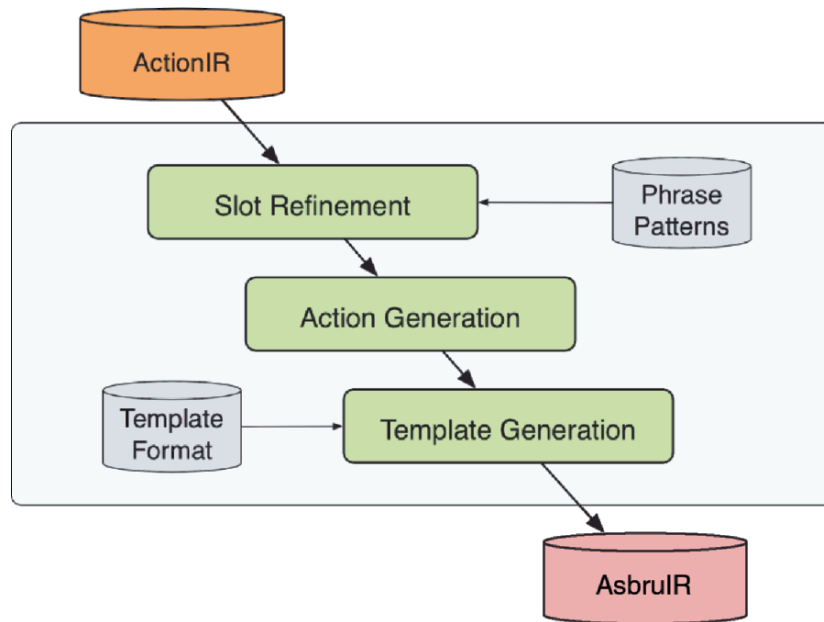 ActionIR
Slot Refinement
Phrase
Patterns
Action Generation
Template
Format
Template Generation
AsbruIR